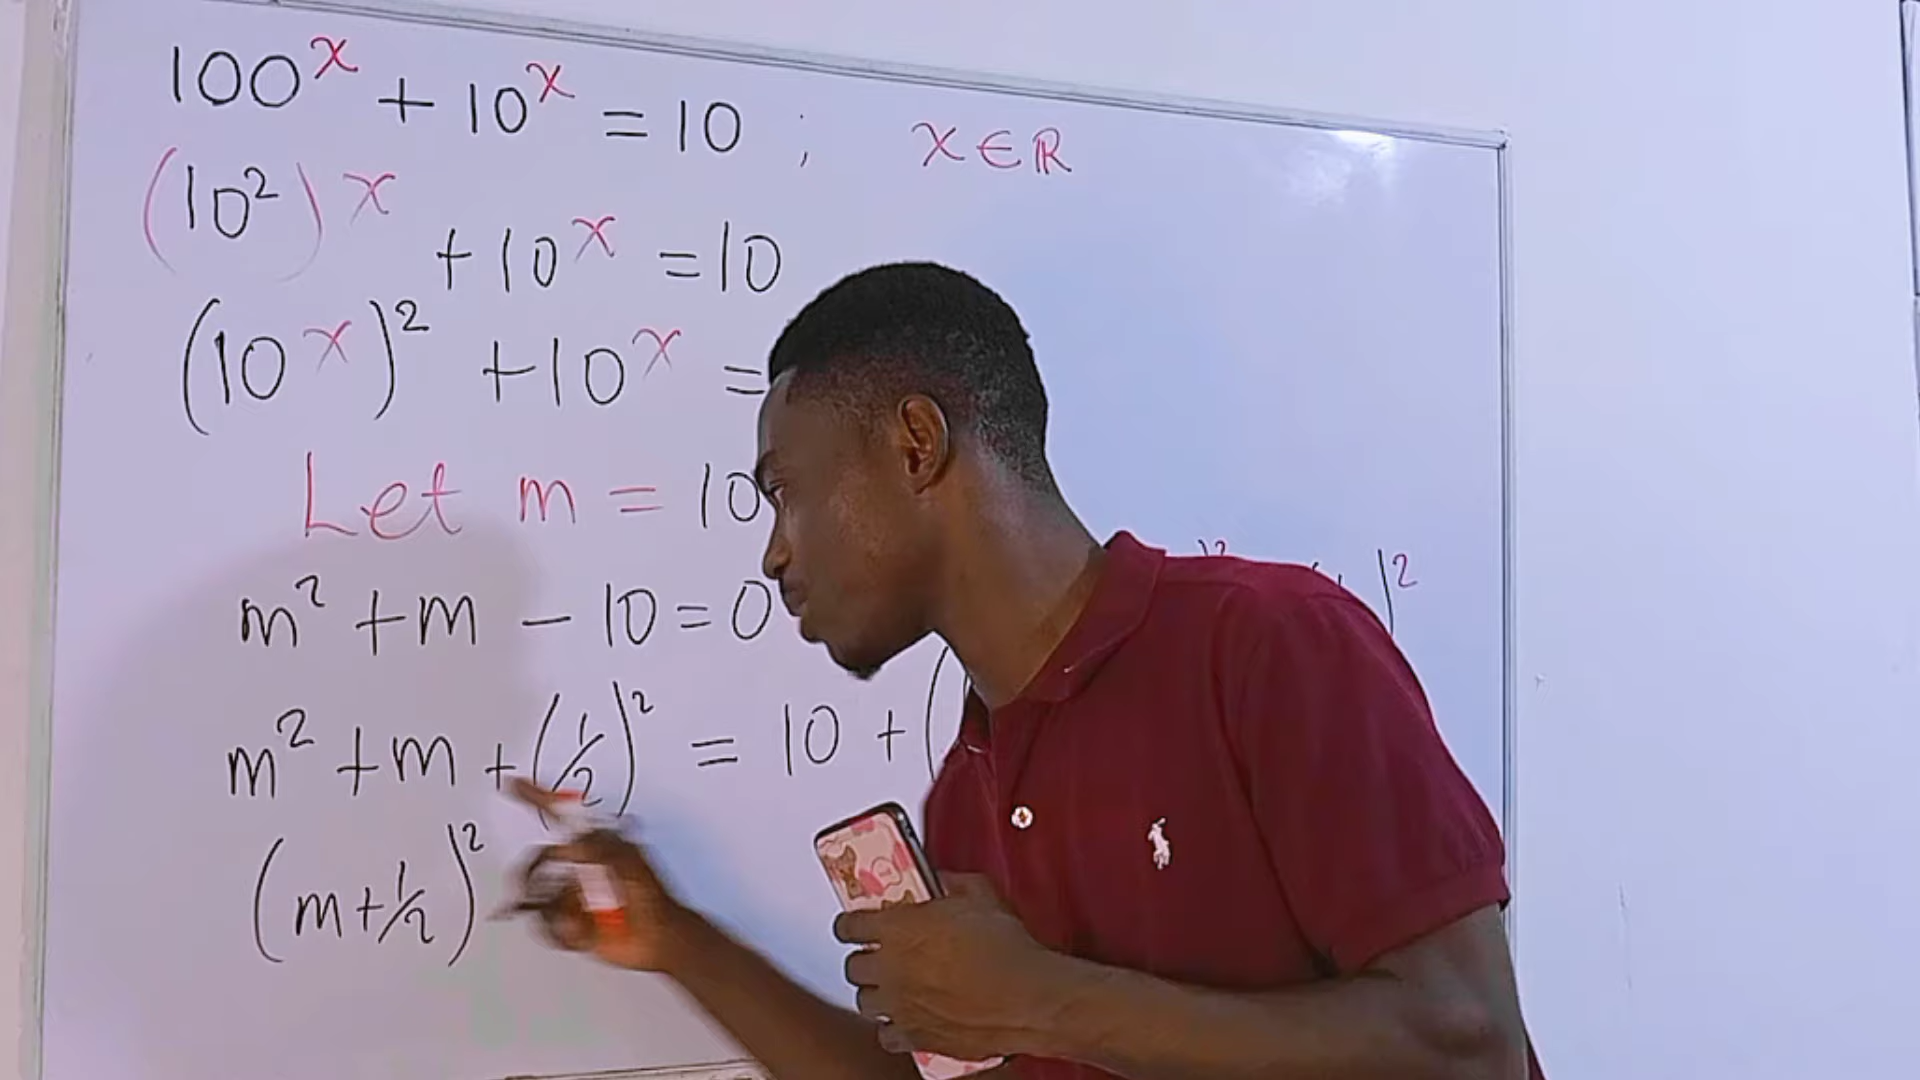 100^x + 10^x = 10 ; x ∈ ℝ
(10²)^x + 10^x = 10
(10^x)² + 10^x =
Let m = 10
m² + m - 10 = 0
m² + m + (1/2)² = 10 + (
(m + 1/2)²